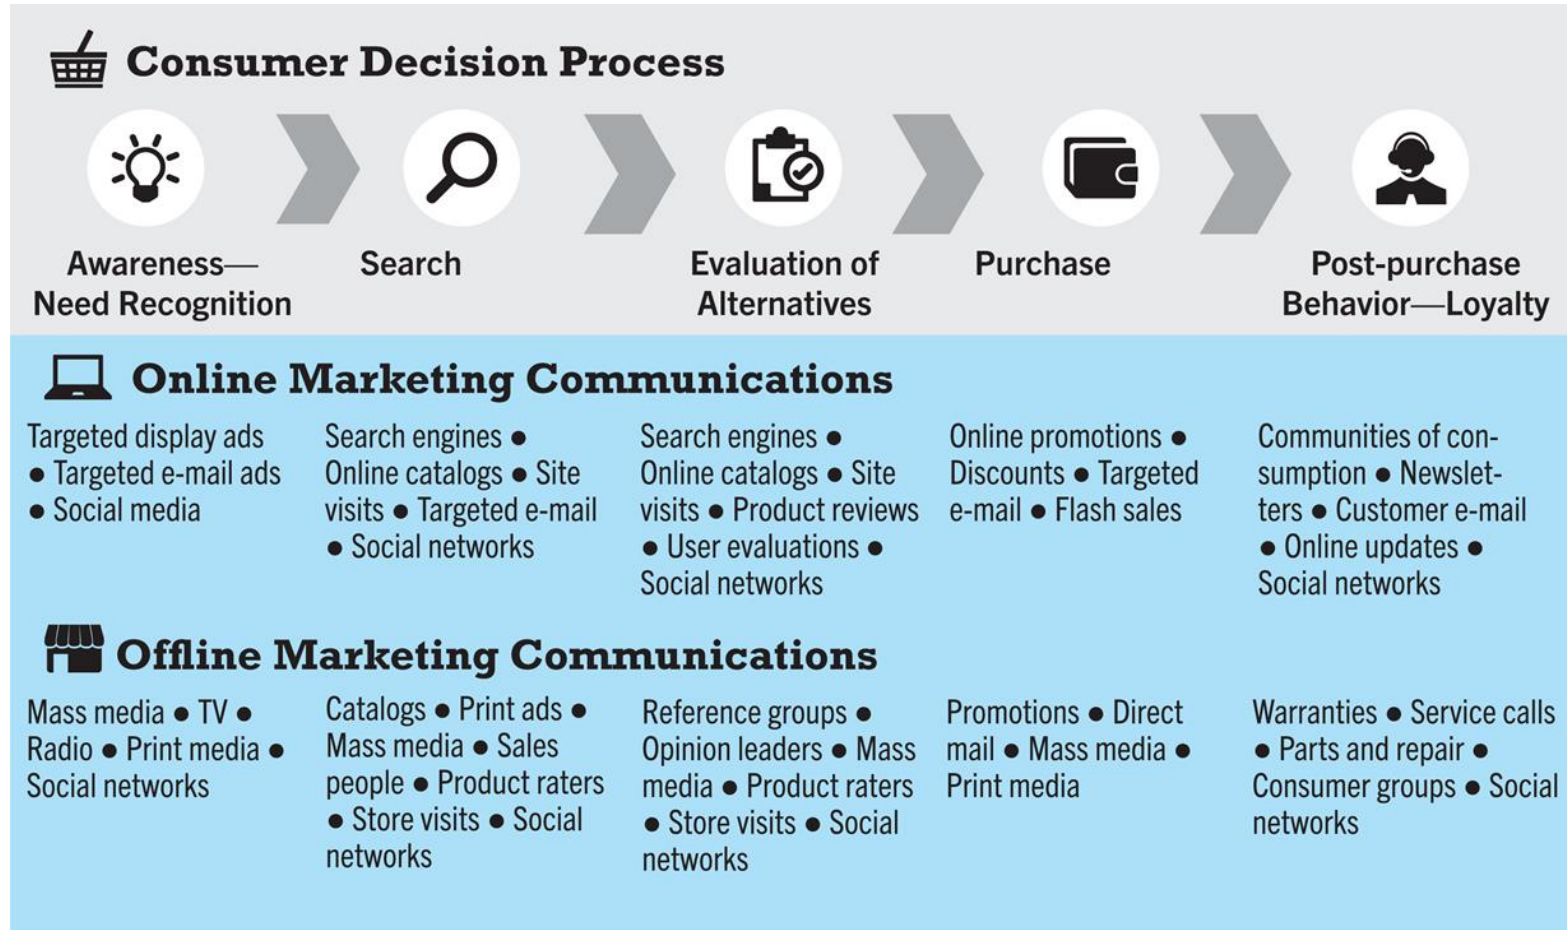 Consumer Decision Process
Awareness—
Need Recognition
Search
Evaluation of
Alternatives
Purchase
Post-purchase
Behavior—Loyalty
Online Marketing Communications
Targeted display ads
● Targeted e-mail ads
● Social media
Search engines ●
Online catalogs ● Site
visits ● Targeted e-mail
● Social networks
Search engines ●
Online catalogs ● Site
visits ● Product reviews
● User evaluations ●
Social networks
Online promotions ●
Discounts ● Targeted
e-mail ● Flash sales
Communities of con-
sumption ● Newslet-
ters ● Customer e-mail
● Online updates ●
Social networks
Offline Marketing Communications
Mass media ● TV ●
Radio ● Print media ●
Social networks
Catalogs ● Print ads ●
Mass media ● Sales
people ● Product raters
● Store visits ● Social
networks
Reference groups ●
Opinion leaders ● Mass
media ● Product raters
● Store visits ● Social
networks
Promotions ● Direct
mail ● Mass media ●
Print media
Warranties ● Service calls
● Parts and repair ●
Consumer groups ● Social
networks